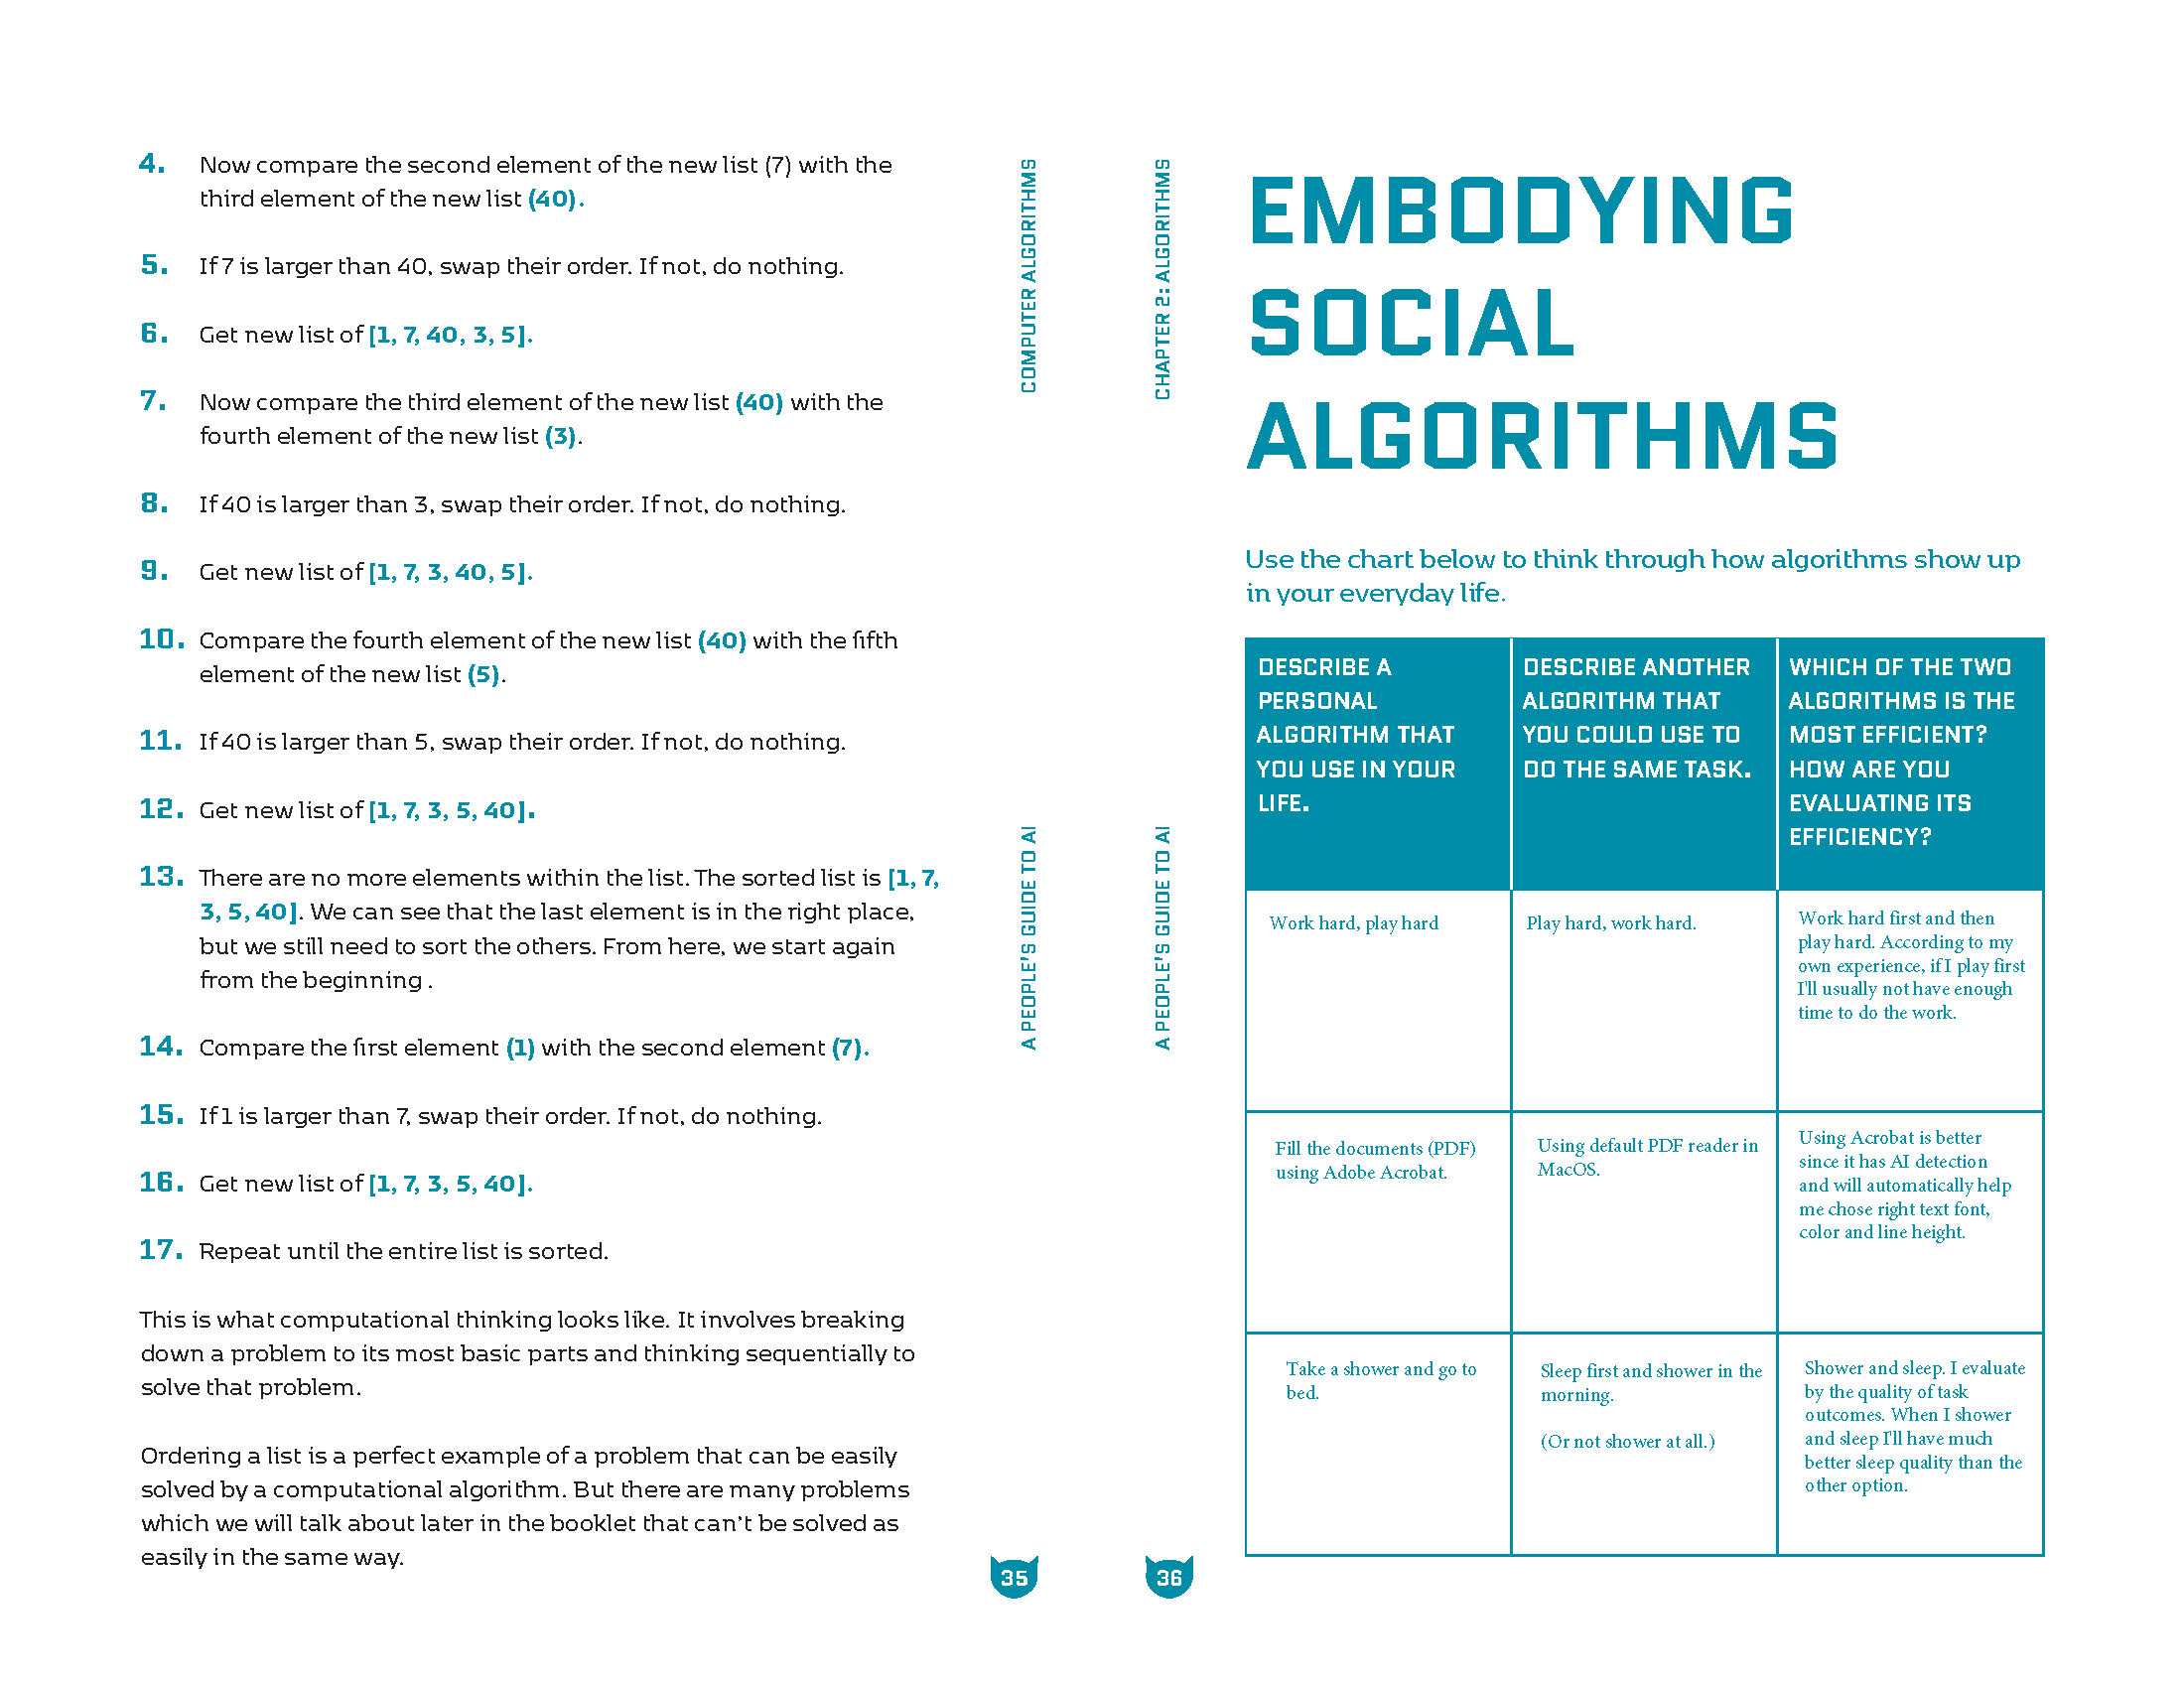 4. Now compare the second element of the new list (7) with the
third element of the new list (40).
5. If 7 is larger than 40, swap their order. If not, do nothing.
6. Get new list of [1, 7, 40, 3, 5].
7. Now compare the third element of the new list (40) with the
fourth element of the new list (3).
8. If 40 is larger than 3, swap their order. If not, do nothing.
9. Get new list of [1, 7, 3, 40, 5].
10. Compare the fourth element of the new list (40) with the fifth
element of the new list (5).
11. If 40 is larger than 5, swap their order. If not, do nothing.
12. Get new list of [1, 7, 3, 5, 40].
13. There are no more elements within the list. The sorted list is [1, 7,
3, 5, 40]. We can see that the last element is in the right place,
but we still need to sort the others. From here, we start again
from the beginning .
14. Compare the first element (1) with the second element (7).
15. If 1 is larger than 7, swap their order. If not, do nothing.
16. Get new list of [1, 7, 3, 5, 40].
17. Repeat until the entire list is sorted.
This is what computational thinking looks like. It involves breaking
down a problem to its most basic parts and thinking sequentially to
solve that problem.
Ordering a list is a perfect example of a problem that can be easily
solved by a computational algorithm. But there are many problems
which we will talk about later in the booklet that can't be solved as
easily in the same way.
COMPUTER ALGORITHMS
A PEOPLE'S GUIDE TO AI
35
CHAPTER 2: ALGORITHMS
A PEOPLE'S GUIDE TO AI
36
EMBODYING
SOCIAL
ALGORITHMS
Use the chart below to think through how algorithms show up
in your everyday life.
DESCRIBE A
PERSONAL
ALGORITHM THAT
YOU USE IN YOUR
LIFE.
DESCRIBE ANOTHER
ALGORITHM THAT
YOU COULD USE TO
DO THE SAME TASK.
WHICH OF THE TWO
ALGORITHMS IS THE
MOST EFFICIENT?
HOW ARE YOU
EVALUATING ITS
EFFICIENCY?
Work hard, play hard
Play hard, work hard.
Work hard first and then
play hard. According to my
own experience, if I play first
I'll usually not have enough
time to do the work.
Fill the documents (PDF)
using Adobe Acrobat.
Using default PDF reader in
MacOS.
Using Acrobat is better
since it has AI detection
and will automatically help
me chose right text font,
color and line height.
Take a shower and go to
bed.
Sleep first and shower in the
morning.
(Or not shower at all.)
Shower and sleep. I evaluate
by the quality of task
outcomes. When I shower
and sleep I'll have much
better sleep quality than the
other option.